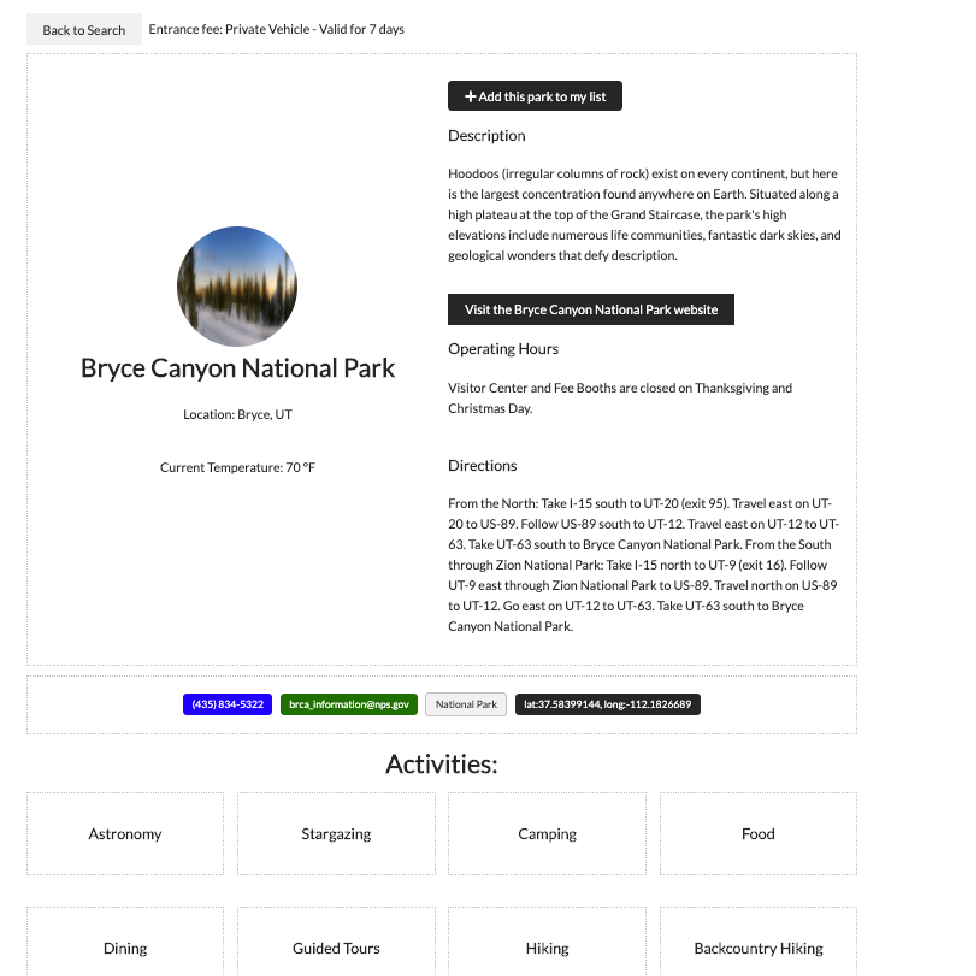 Back to Search
Entrance fee: Private Vehicle - Valid for 7 days
Bryce Canyon National Park
Location: Bryce, UT
Current Temperature: 70 °F
Add this park to my list
Description
Hoodoos (irregular columns of rock) exist on every continent, but here
is the largest concentration found anywhere on Earth. Situated along a
high plateau at the top of the Grand Staircase, the park's high
elevations include numerous life communities, fantastic dark skies, and
geological wonders that defy description.
Visit the Bryce Canyon National Park website
Operating Hours
Visitor Center and Fee Booths are closed on Thanksgiving and
Christmas Day.
Directions
From the North: Take I-15 south to UT-20 (exit 95). Travel east on UT-
20 to US-89. Follow US-89 south to UT-12. Travel east on UT-12 to UT-
63. Take UT-63 south to Bryce Canyon National Park. From the South
through Zion National Park: Take I-15 north to UT-9 (exit 16). Follow
UT-9 east through Zion National Park to US-89. Travel north on US-89
to UT-12. Go east on UT-12 to UT-63. Take UT-63 south to Bryce
Canyon National Park.
(435) 834-5322
brca_information@nps.gov
National Park
lat:37.58399144, long:-112.1826689
Activities:
Astronomy
Stargazing
Camping
Food
Dining
Guided Tours
Hiking
Backcountry Hiking